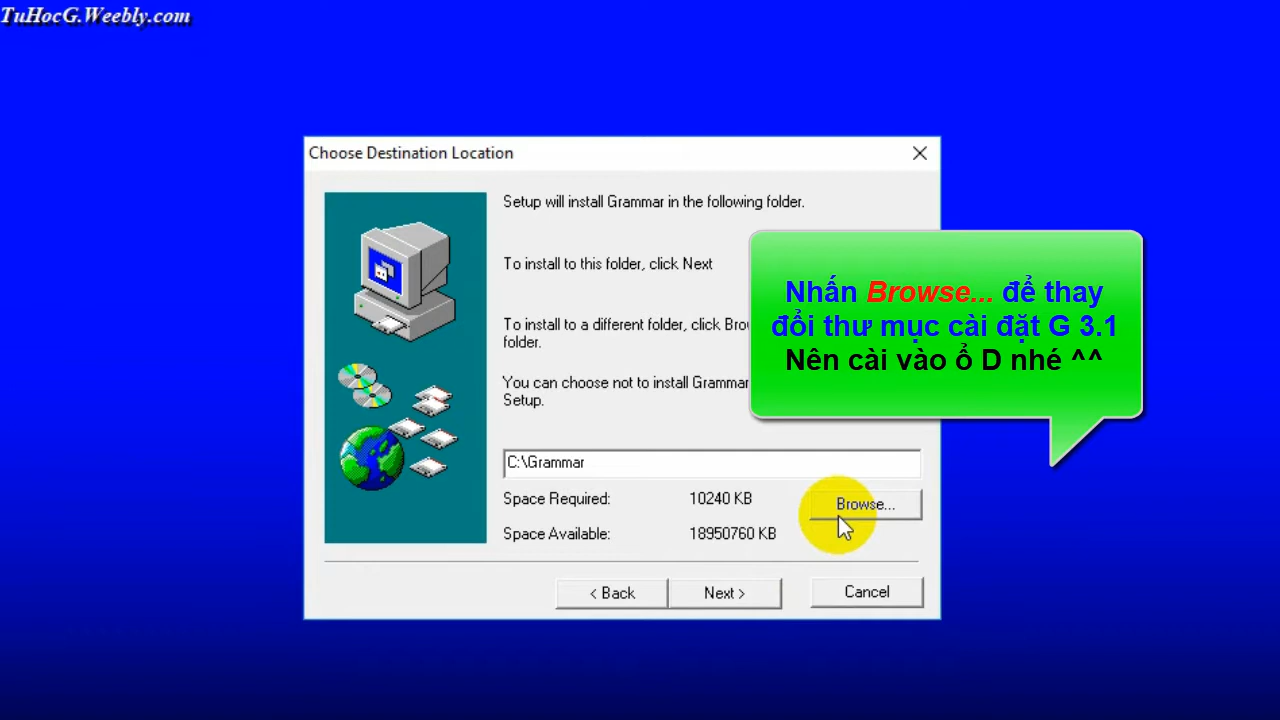 TuHocG.Weebly.com
Choose Destination Location
Setup will install Grammar in the following folder.
To install to this folder, click Next
To install to a different folder, click
folder.
You can choose not to install Grammar
Setup.
Nhấn Browse... để thay
đổi thư mục cài đặt G 3.1
Nên cài vào ổ D nhé ^^
C:\Grammar
Space Required: 10240 KB
Browse...
Space Available: 18950760 KB
< Back
Next >
Cancel